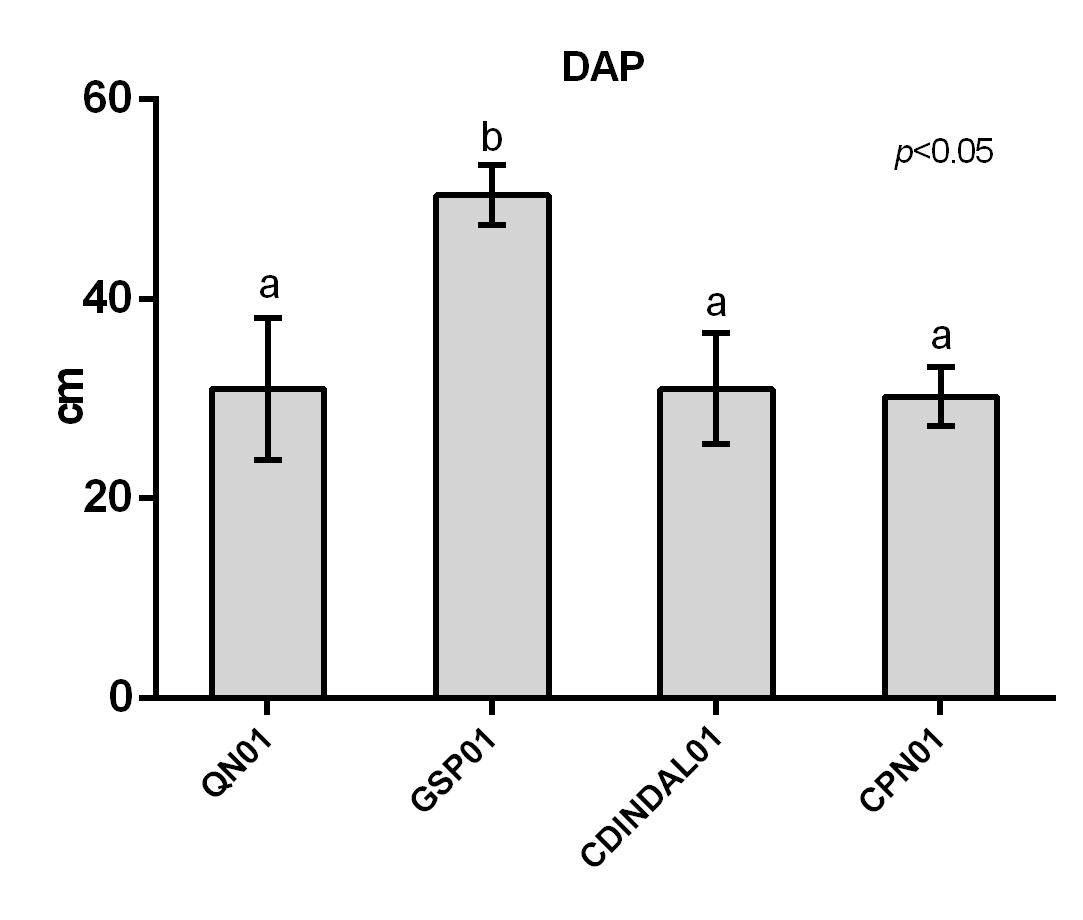 DAP
60
p<0.05
b
a
40
a
a
cm
20
0
QN01
GSP01
CDINDAL01
CPN01